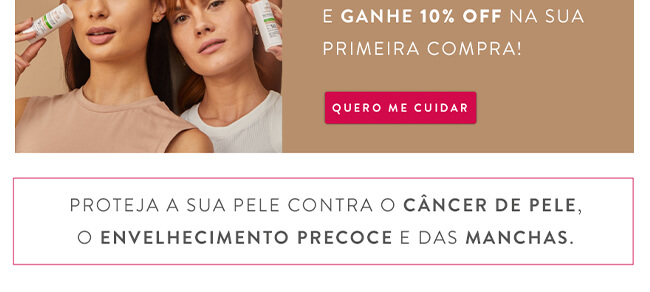 E GANHE 10% OFF NA SUA
PRIMEIRA COMPRA!
QUERO ME CUIDAR
PROTEJA A SUA PELE CONTRA O CÂNCER DE PELE,
O ENVELHECIMENTO PRECOCE E DAS MANCHAS.